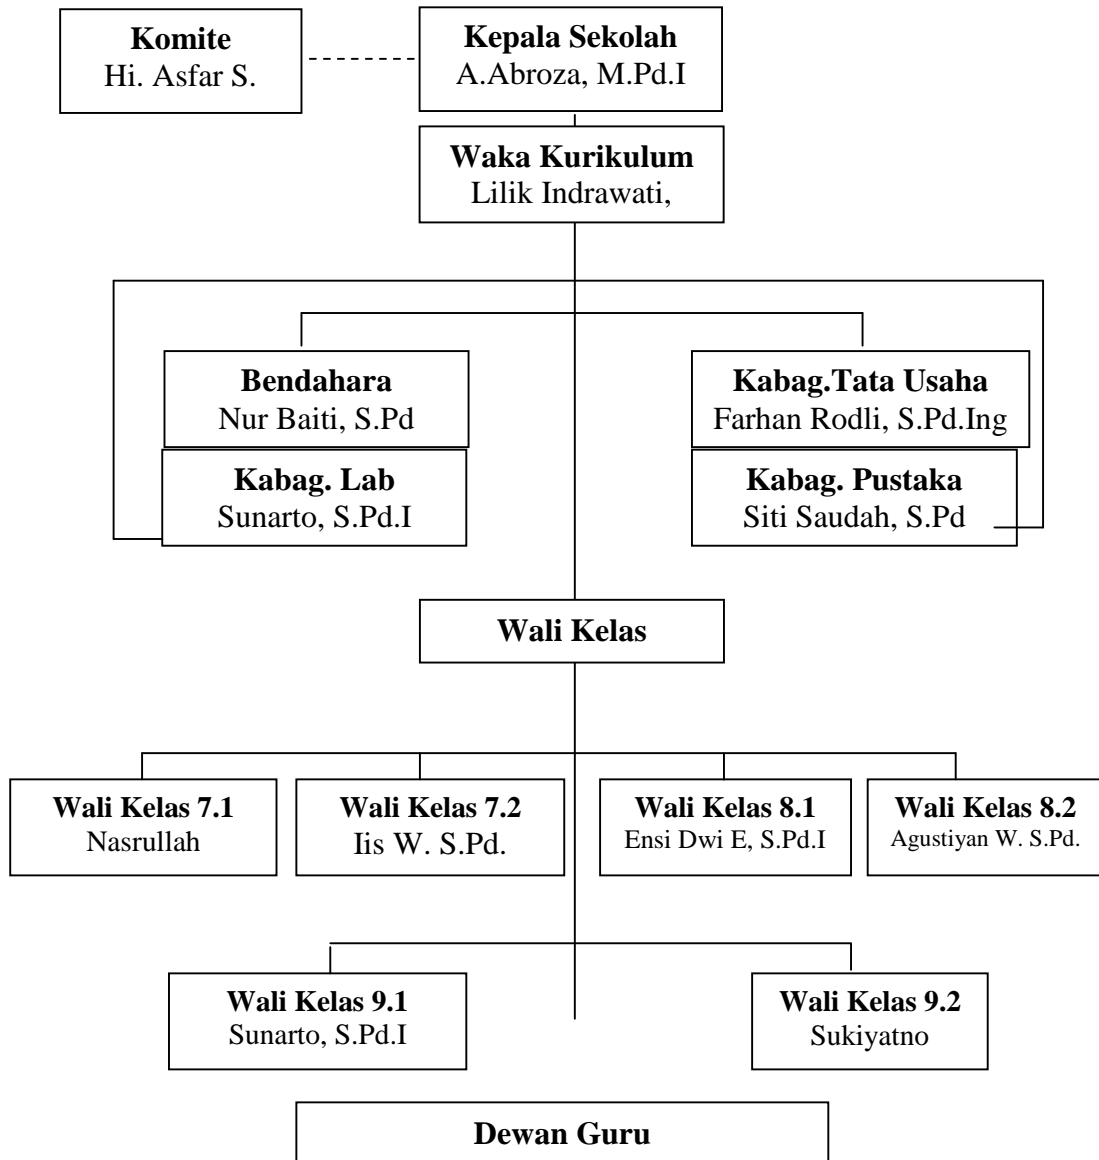 Komite
Hi. Asfar S.
Kepala Sekolah
A.Abroza, M.Pd.I
Waka Kurikulum
Lilik Indrawati,
Bendahara
Nur Baiti, S.Pd
Kabag.Tata Usaha
Farhan Rodli, S.Pd.Ing
Kabag. Lab
Sunarto, S.Pd.I
Kabag. Pustaka
Siti Saudah, S.Pd
Wali Kelas
Wali Kelas 7.1
Nasrullah
Wali Kelas 7.2
Iis W. S.Pd.
Wali Kelas 8.1
Ensi Dwi E, S.Pd.I
Wali Kelas 8.2
Agustiyan W. S.Pd.
Wali Kelas 9.1
Sunarto, S.Pd.I
Wali Kelas 9.2
Sukiyatno
Dewan Guru